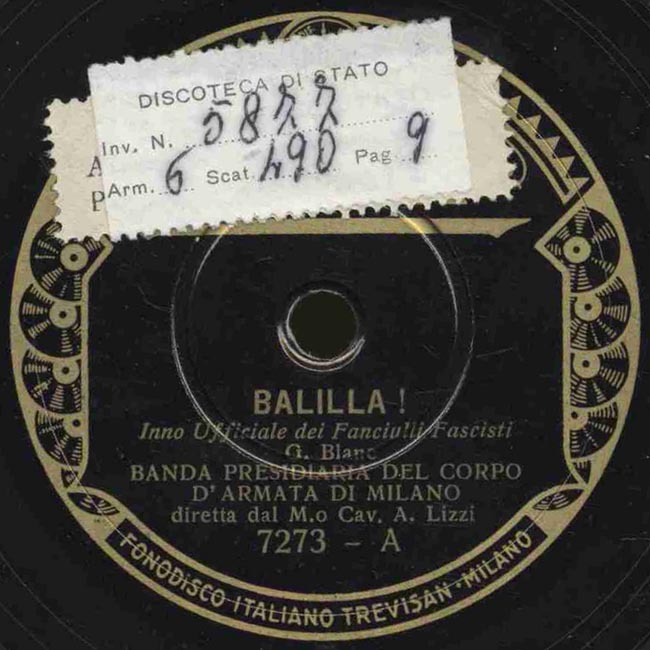 DISCOTECA DI STATO
Inv. N. 5877
Arm. 6 Scat 490 Pag 9
BALILLA!
Inno Ufficiale dei Fanciulli Fascisti
G. Blanc
BANDA PRESIDIARIA DEL CORPO
D'ARMATA DI MILANO
diretta dal M.o Cav. A. Lizzi
7273 - A
FONODISCO ITALIANO TREVISAN - MILANO